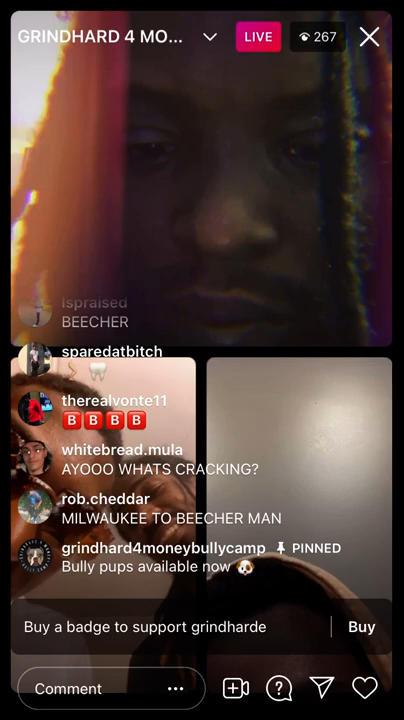 GRINDHARD 4 MO...
LIVE
267
lspraised
BEECHER
sparedatbitch
therealvonte11
B B B B
whitebread.mula
AYOOO WHATS CRACKING?
rob.cheddar
MILWAUKEE TO BEECHER MAN
grindhard4moneybullycamp PINNED
Bully pups available now 🐶
Buy a badge to support grindharde
Buy
Comment